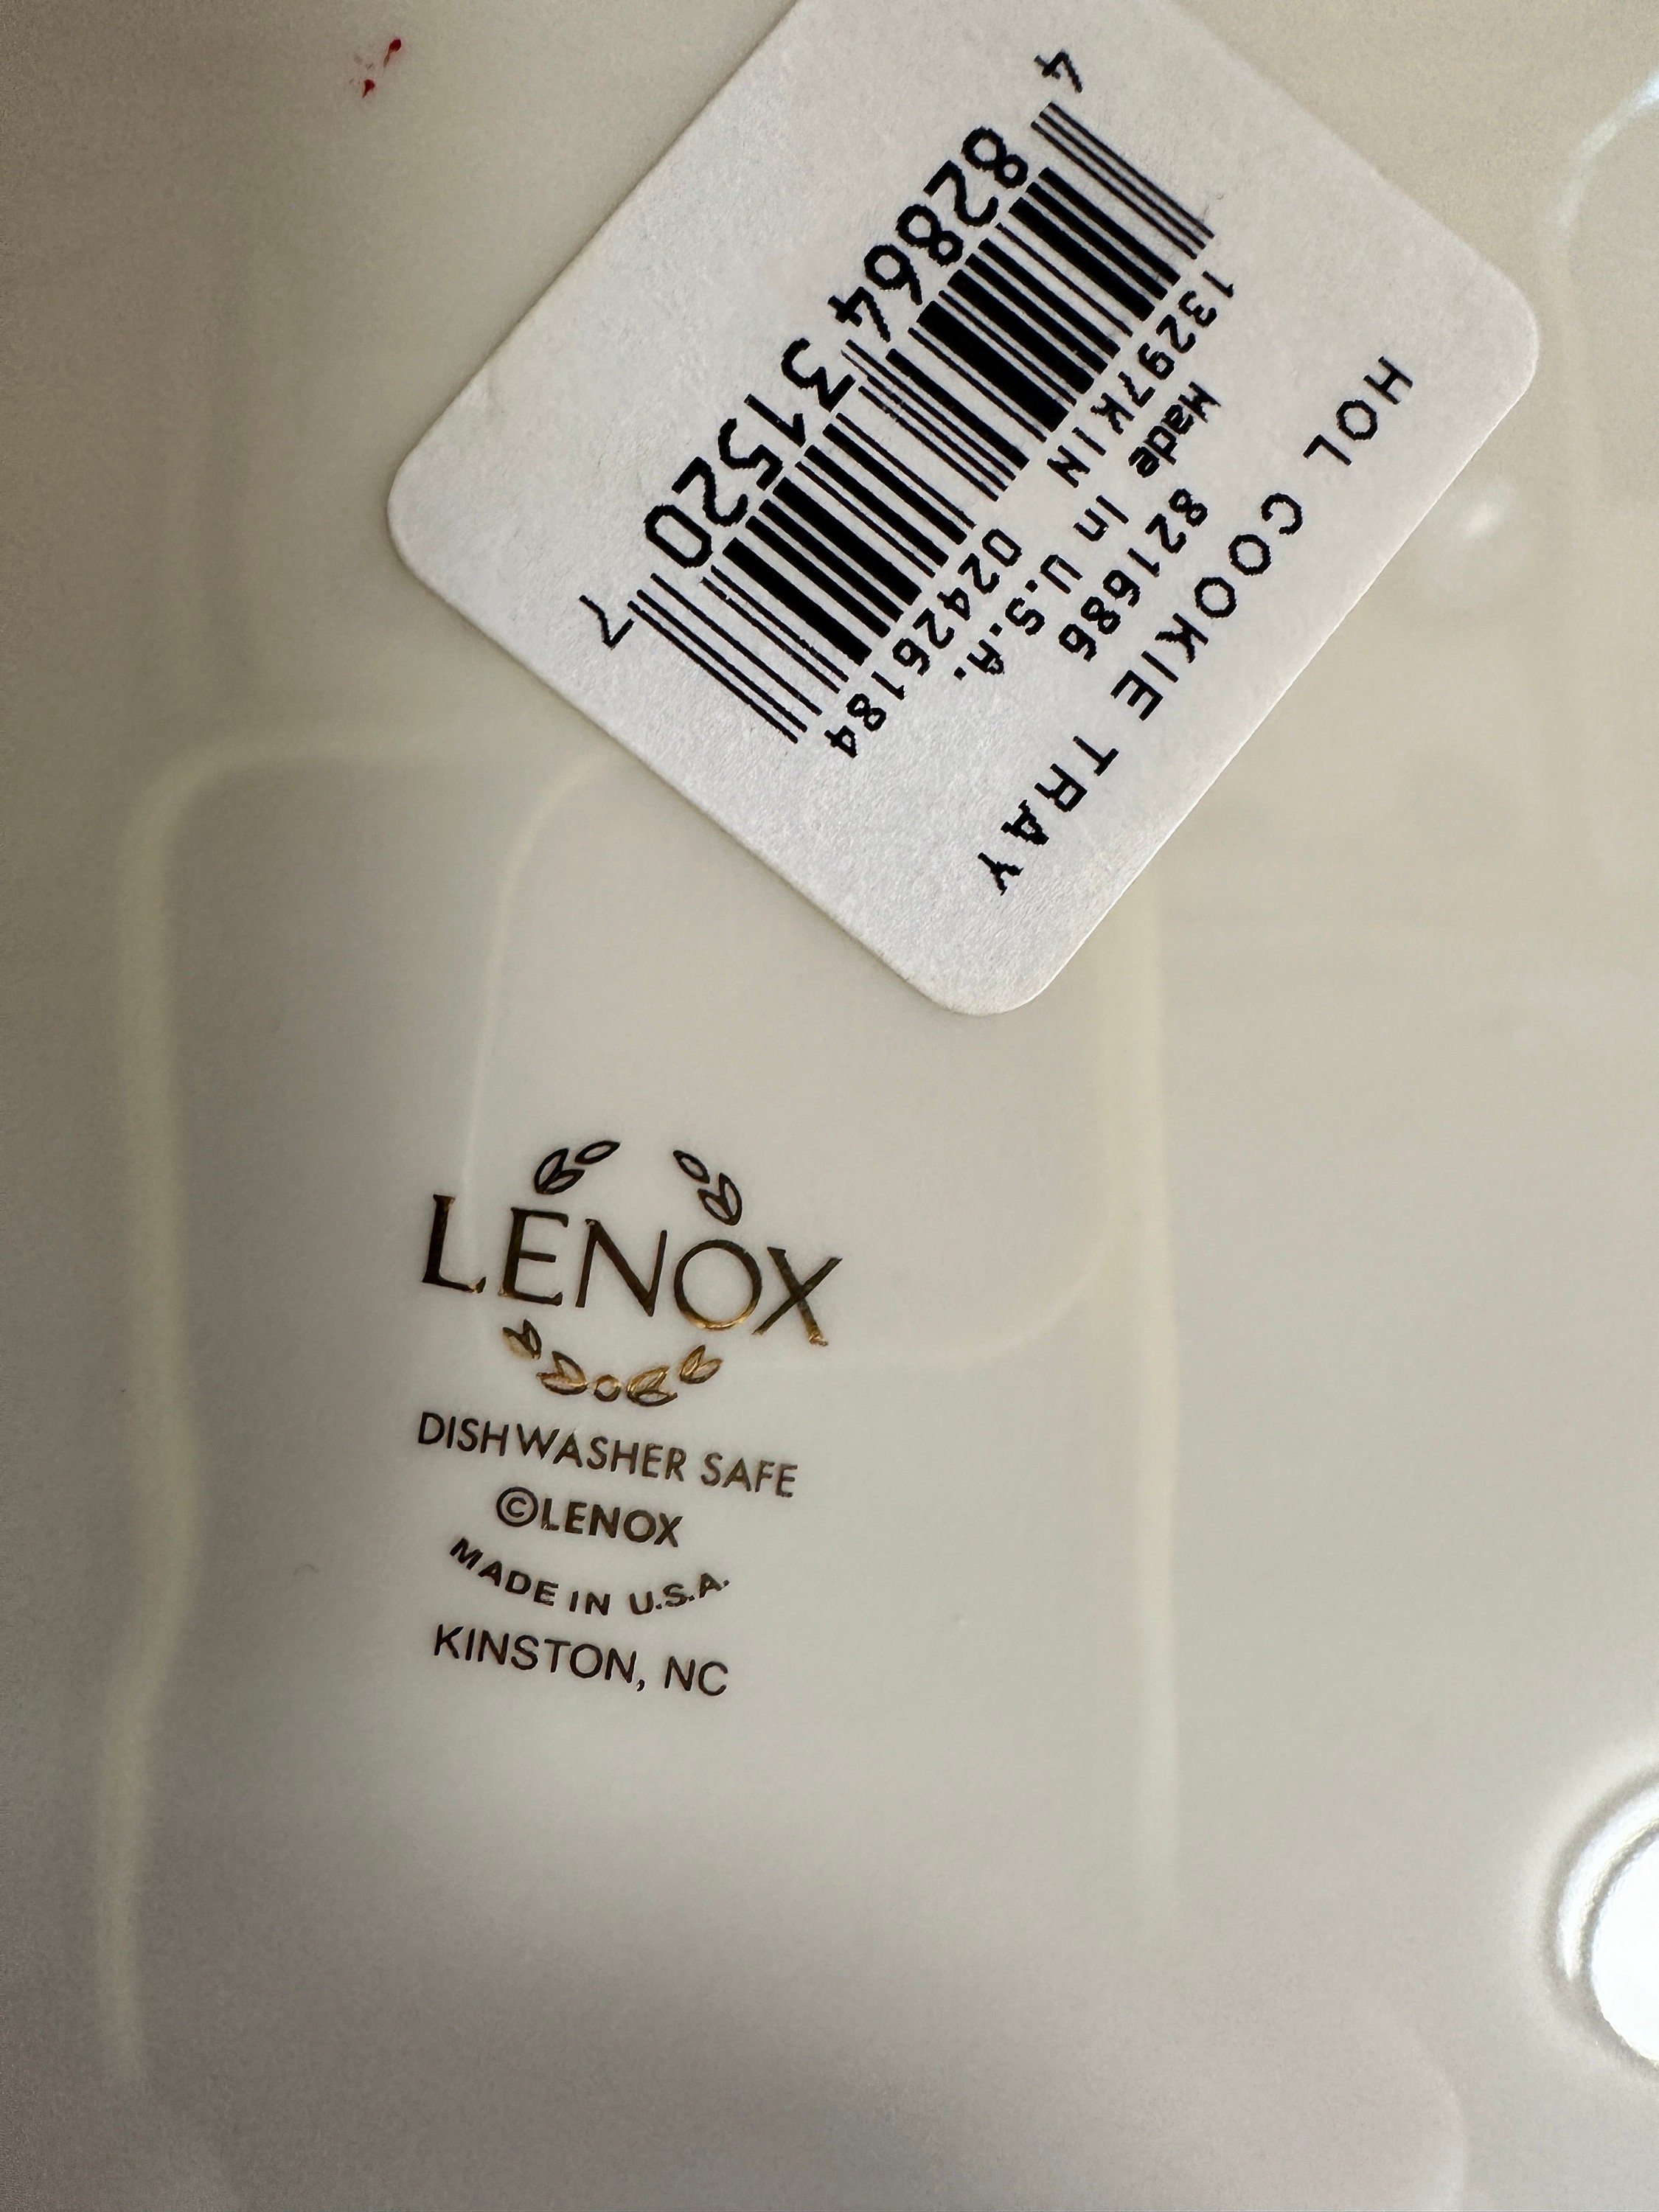 HOL COOKIE TRAY
821686
Made In U.S.A.
13297KIN 02426184
4 82864 31520 7
LENOX
DISHWASHER SAFE
©LENOX
MADE IN U.S.A.
KINSTON, NC